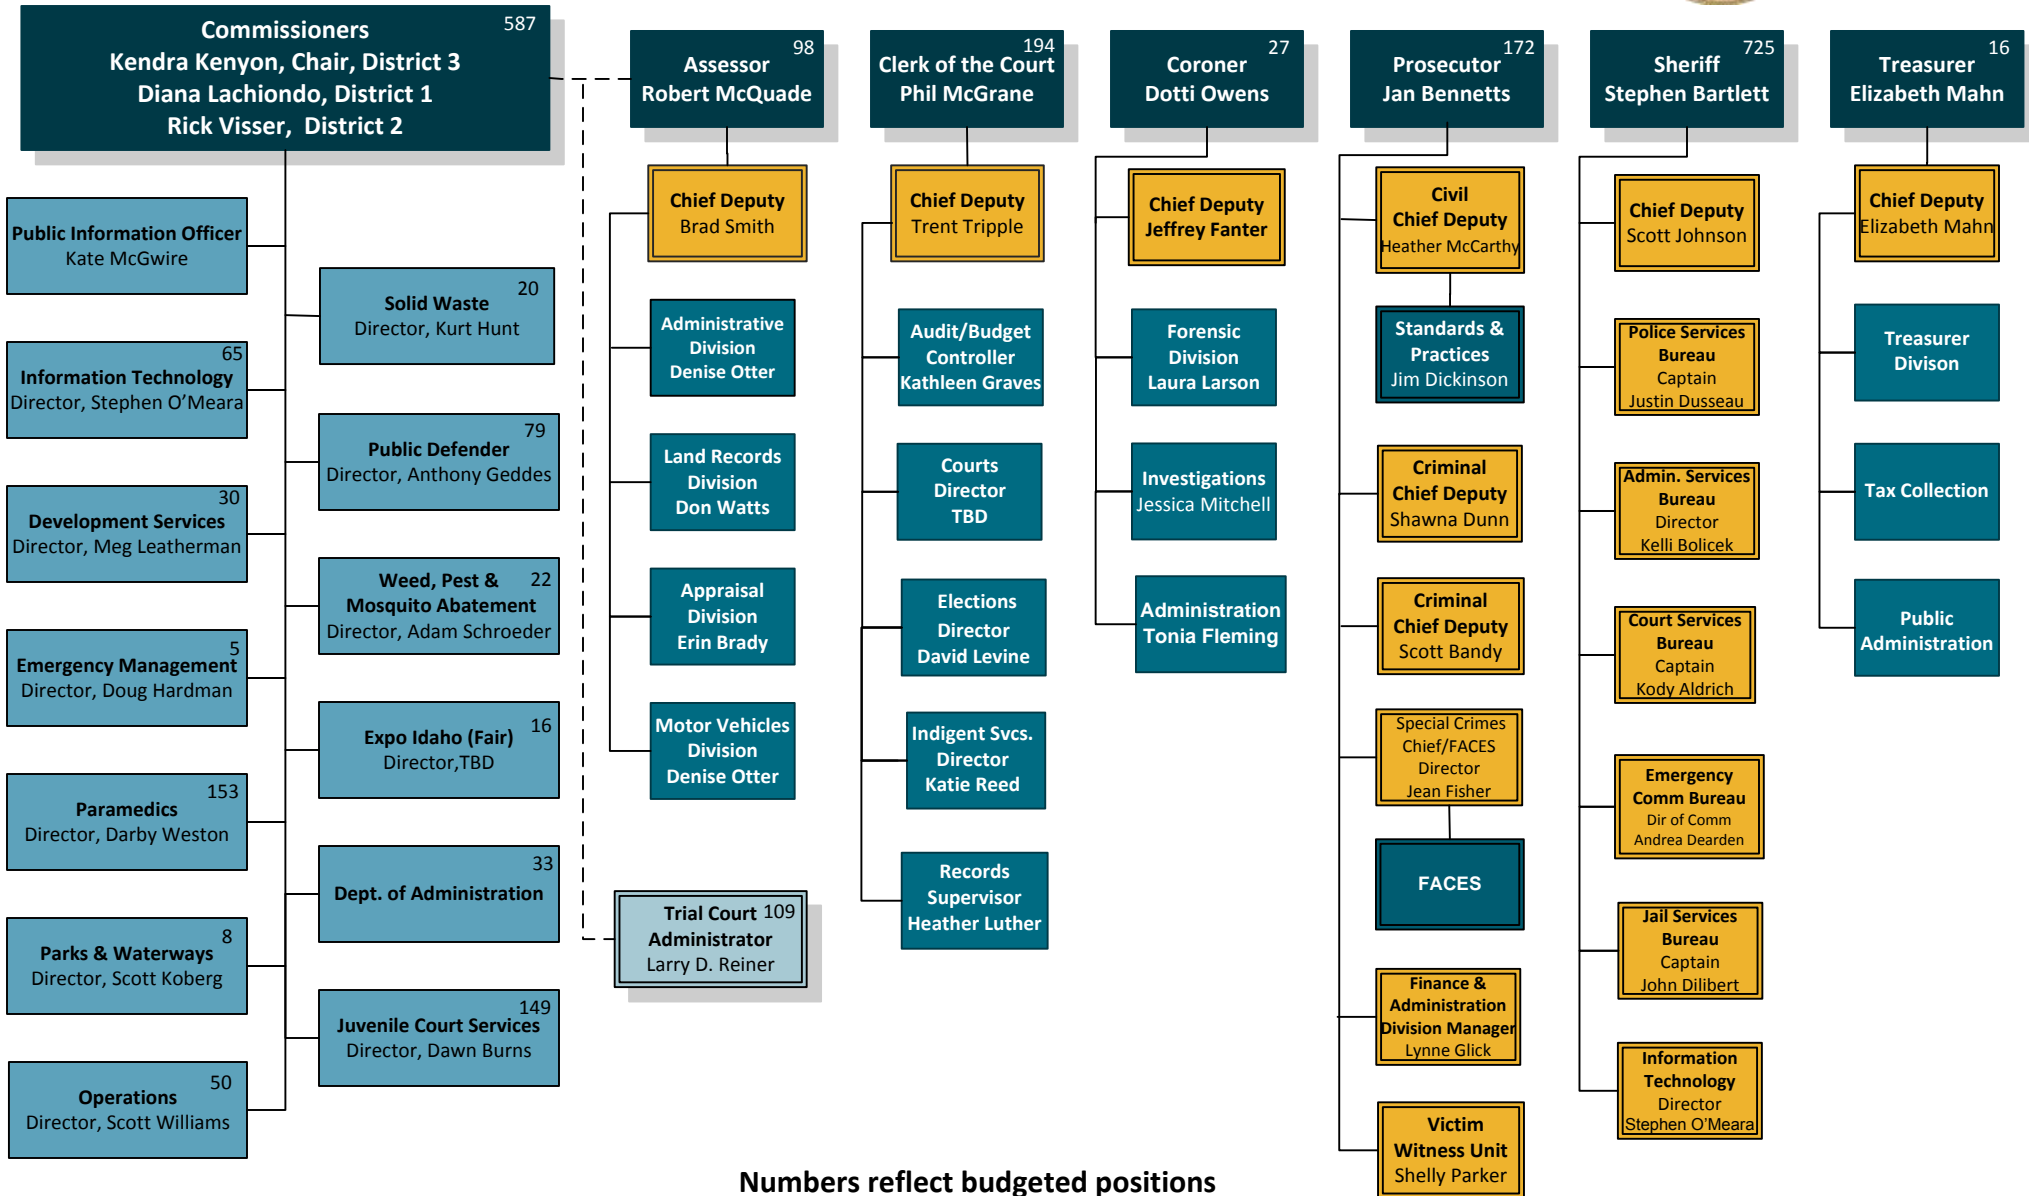 587
Commissioners
Kendra Kenyon, Chair, District 3
Diana Lachiondo, District 1
Rick Visser, District 2
98
Assessor
Robert McQuade
194
Clerk of the Court
Phil McGrane
27
Coroner
Dotti Owens
172
Prosecutor
Jan Bennetts
725
Sheriff
Stephen Bartlett
16
Treasurer
Elizabeth Mahn
Public Information Officer
Kate McGwire
65
Information Technology
Director, Stephen O’Meara
30
Development Services
Director, Meg Leatherman
5
Emergency Management
Director, Doug Hardman
153
Paramedics
Director, Darby Weston
8
Parks & Waterways
Director, Scott Koberg
50
Operations
Director, Scott Williams
20
Solid Waste
Director, Kurt Hunt
79
Public Defender
Director, Anthony Geddes
Weed, Pest & 22
Mosquito Abatement
Director, Adam Schroeder
16
Expo Idaho (Fair)
Director,TBD
33
Dept. of Administration
149
Juvenile Court Services
Director, Dawn Burns
Chief Deputy
Brad Smith
Administrative
Division
Denise Otter
Land Records
Division
Don Watts
Appraisal
Division
Erin Brady
Motor Vehicles
Division
Denise Otter
Trial Court 109
Administrator
Larry D. Reiner
Chief Deputy
Trent Tripple
Audit/Budget
Controller
Kathleen Graves
Courts
Director
TBD
Elections
Director
David Levine
Indigent Svcs.
Director
Katie Reed
Records
Supervisor
Heather Luther
Chief Deputy
Jeffrey Fanter
Forensic
Division
Laura Larson
Investigations
Jessica Mitchell
Administration
Tonia Fleming
Civil
Chief Deputy
Heather McCarthy
Standards &
Practices
Jim Dickinson
Criminal
Chief Deputy
Shawna Dunn
Criminal
Chief Deputy
Scott Bandy
Special Crimes
Chief/FACES
Director
Jean Fisher
FACES
Finance &
Administration
Division Manager
Lynne Glick
Victim
Witness Unit
Shelly Parker
Chief Deputy
Scott Johnson
Police Services
Bureau
Captain
Justin Dusseau
Admin. Services
Bureau
Director
Kelli Bolicek
Court Services
Bureau
Captain
Kody Aldrich
Emergency
Comm Bureau
Dir of Comm
Andrea Dearden
Jail Services
Bureau
Captain
John Dilibert
Information
Technology
Director
Stephen O’Meara
Chief Deputy
Elizabeth Mahn
Treasurer
Divison
Tax Collection
Public
Administration
Numbers reflect budgeted positions